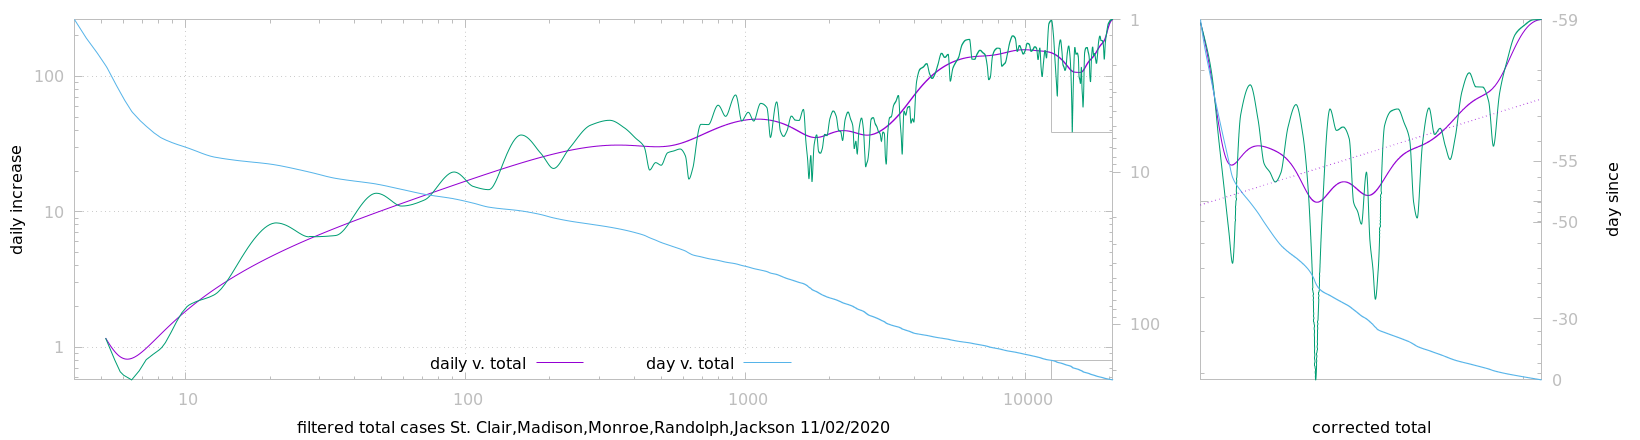 daily increase
100
10
1
10
100
1000
10000
1
10
100
daily v. total
day v. total
filtered total cases St. Clair,Madison,Monroe,Randolph,Jackson 11/02/2020
-59
-55
-50
-30
0
day since
corrected total